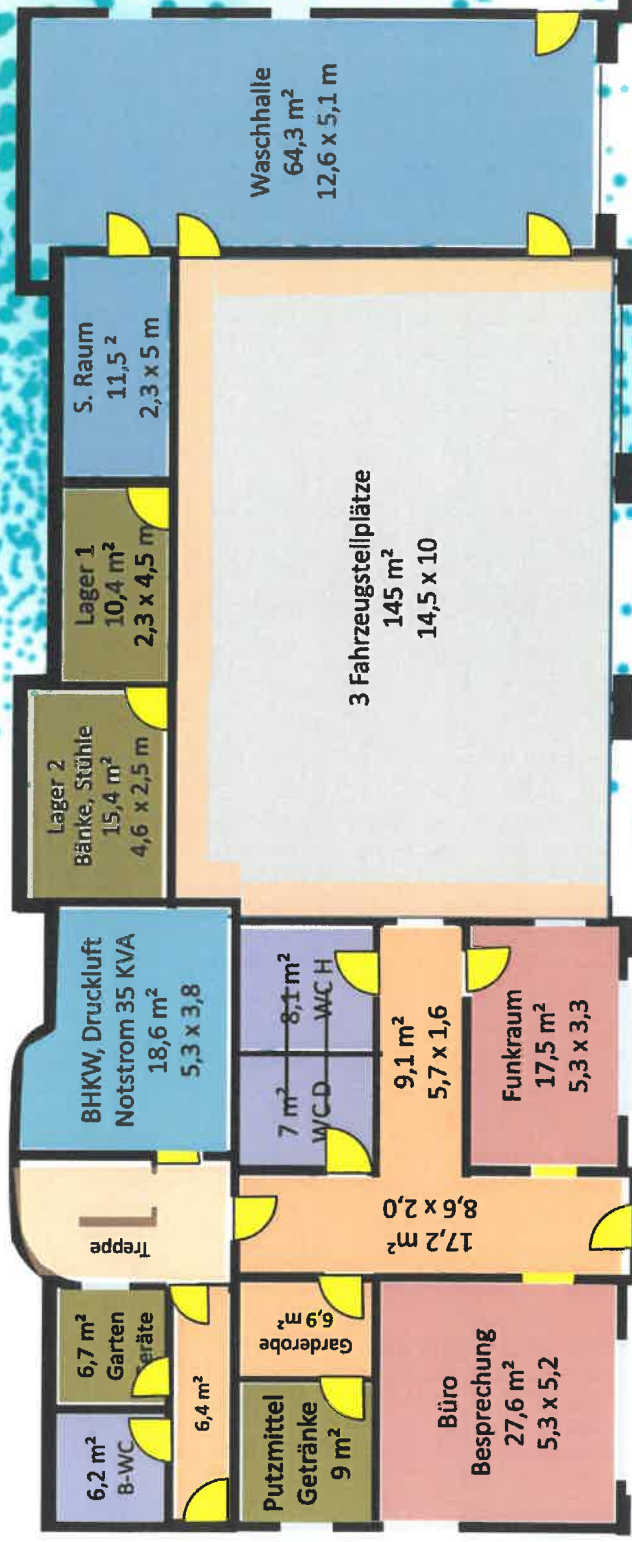 6,2 m²
B-WC
6,7 m²
Garten
eräte
6,4 m²
Treppe
BHKW, Druckluft
Notstrom 35 KVA
18,6 m²
5,3 x 3,8
Lager 2
Bänke, Stühle
15,4 m²
4,6 x 2,5 m
Lager 1
10,4 m²
2,3 x 4,5 m
S. Raum
11,5 ²
2,3 x 5 m
Waschhalle
64,3 m²
12,6 x 5,1 m
Putzmittel
Getränke
9 m²
Garderobe
6,9 m²
17,2 m²
8,6 x 2,0
7 m²
WC D
8,1 m²
WC H
9,1 m²
5,7 x 1,6
3 Fahrzeugstellplätze
145 m²
14,5 x 10
Büro
Besprechung
27,6 m²
5,3 x 5,2
Funkraum
17,5 m²
5,3 x 3,3